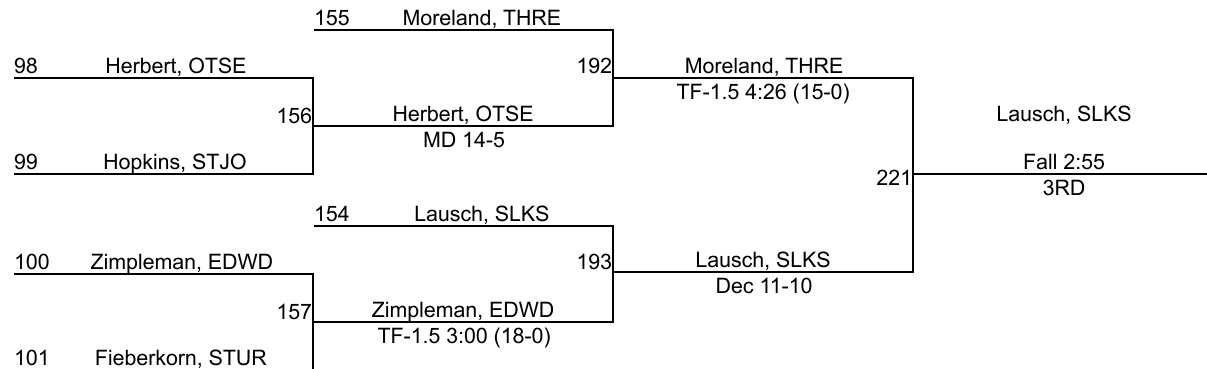 155 Moreland, THRE
98 Herbert, OTSE
192 Moreland, THRE
TF-1.5 4:26 (15-0)
156 Herbert, OTSE
MD 14-5
Lausch, SLKS
99 Hopkins, STJO
Fall 2:55
221
3RD
154 Lausch, SLKS
100 Zimpleman, EDWD
193 Lausch, SLKS
Dec 11-10
157 Zimpleman, EDWD
TF-1.5 3:00 (18-0)
101 Fieberkorn, STUR